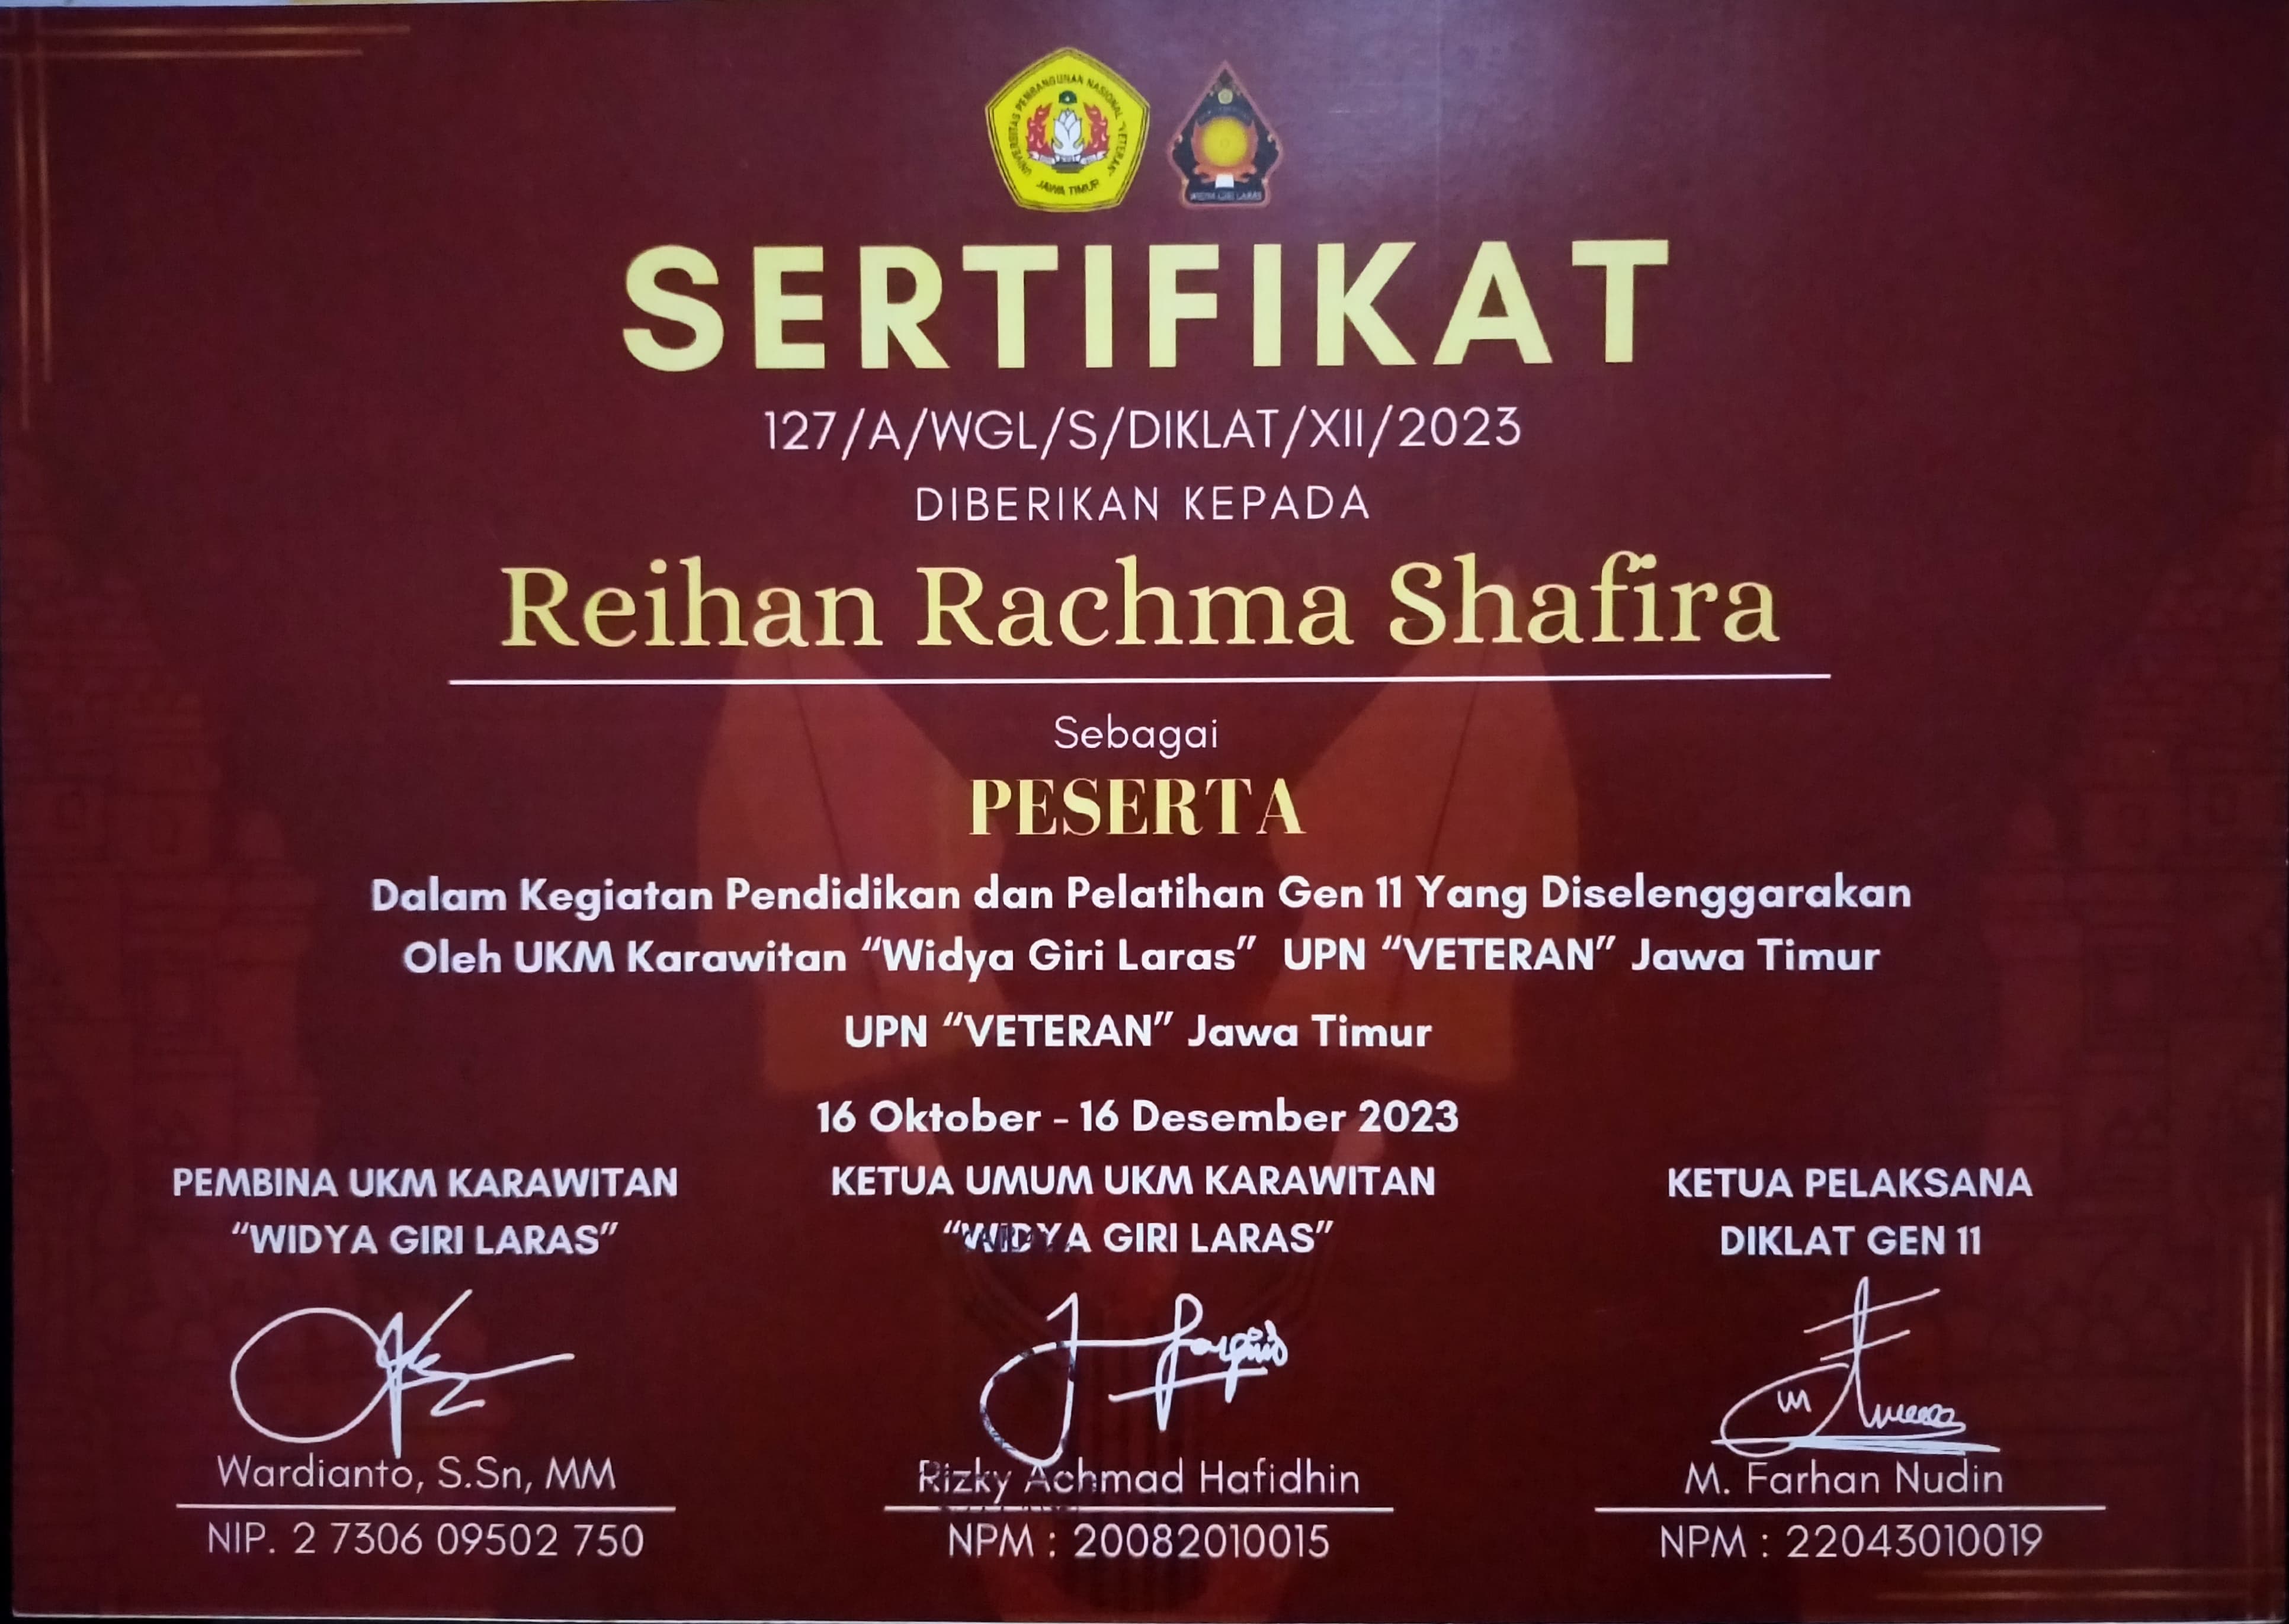 UNIVERSITAS PEMBANGUNAN NASIONAL "VETERAN"
JAWA TIMUR
WIDYA GIRI LARAS
SERTIFIKAT
127/A/WGL/S/DIKLAT/XII/2023
DIBERIKAN KEPADA
Reihan Rachma Shafira
Sebagai
PESERTA
Dalam Kegiatan Pendidikan dan Pelatihan Gen 11 Yang Diselenggarakan
Oleh UKM Karawitan “Widya Giri Laras” UPN “VETERAN” Jawa Timur
UPN “VETERAN” Jawa Timur
16 Oktober - 16 Desember 2023
PEMBINA UKM KARAWITAN
“WIDYA GIRI LARAS”
Wardianto, S.Sn, MM
NIP. 2 7306 09502 750
KETUA UMUM UKM KARAWITAN
“WIDYA GIRI LARAS”
Rizky Achmad Hafidhin
NPM : 20082010015
KETUA PELAKSANA
DIKLAT GEN 11
M. Farhan Nudin
NPM : 22043010019